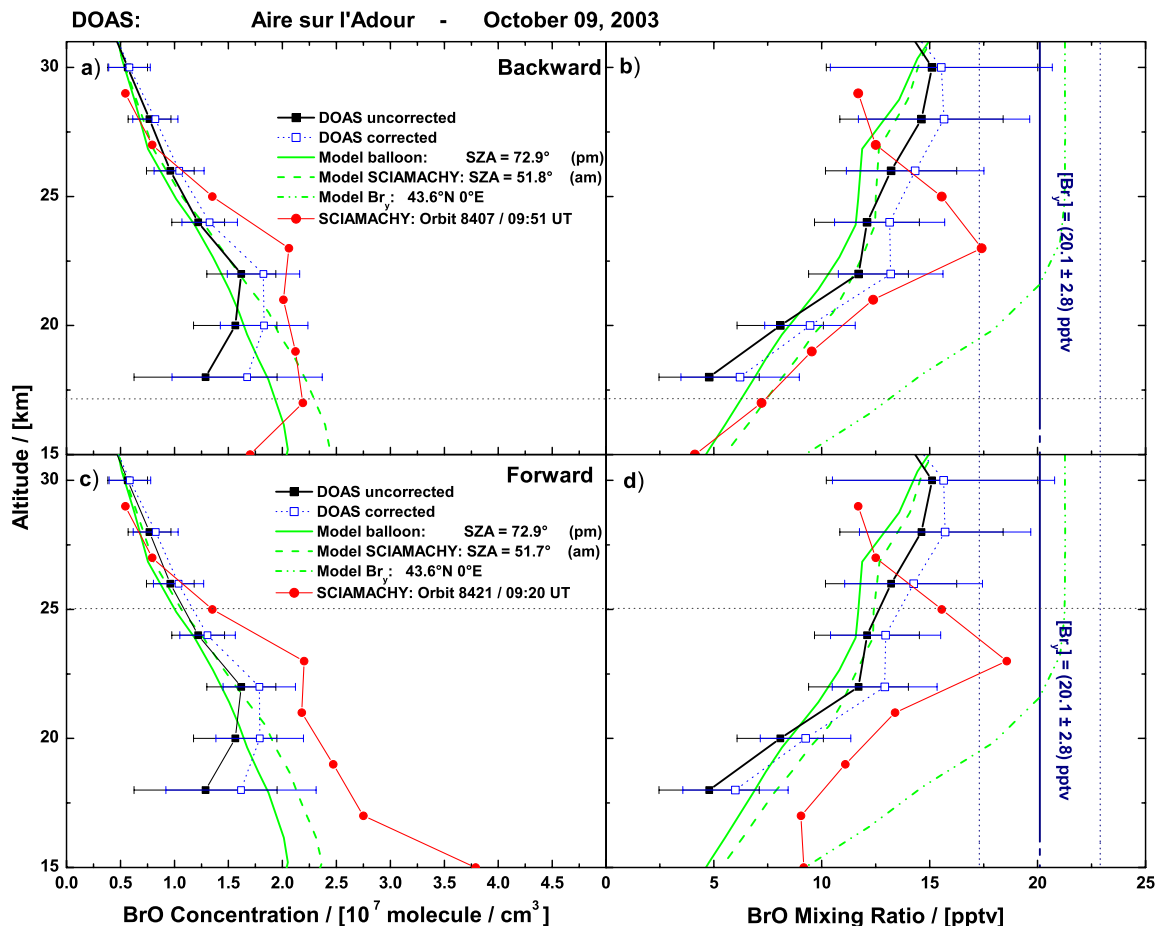 DOAS: Aire sur l'Adour - October 09, 2003
a)
Backward
DOAS uncorrected
DOAS corrected
Model balloon: SZA = 72.9° (pm)
Model SCIAMACHY: SZA = 51.8° (am)
Model Bry: 43.6°N 0°E
SCIAMACHY: Orbit 8407 / 09:51 UT
30
25
20
15
b)
[Bry] = (20.1 ± 2.8) pptv
c)
Forward
DOAS uncorrected
DOAS corrected
Model balloon: SZA = 72.9° (pm)
Model SCIAMACHY: SZA = 51.7° (am)
Model Bry: 43.6°N 0°E
SCIAMACHY: Orbit 8421 / 09:20 UT
30
25
20
15
d)
[Bry] = (20.1 ± 2.8) pptv
Altitude / [km]
0.0 0.5 1.0 1.5 2.0 2.5 3.0 3.5 4.0 4.5 0 5 10 15 20 25
BrO Concentration / [10^7 molecule / cm^3]
BrO Mixing Ratio / [pptv]